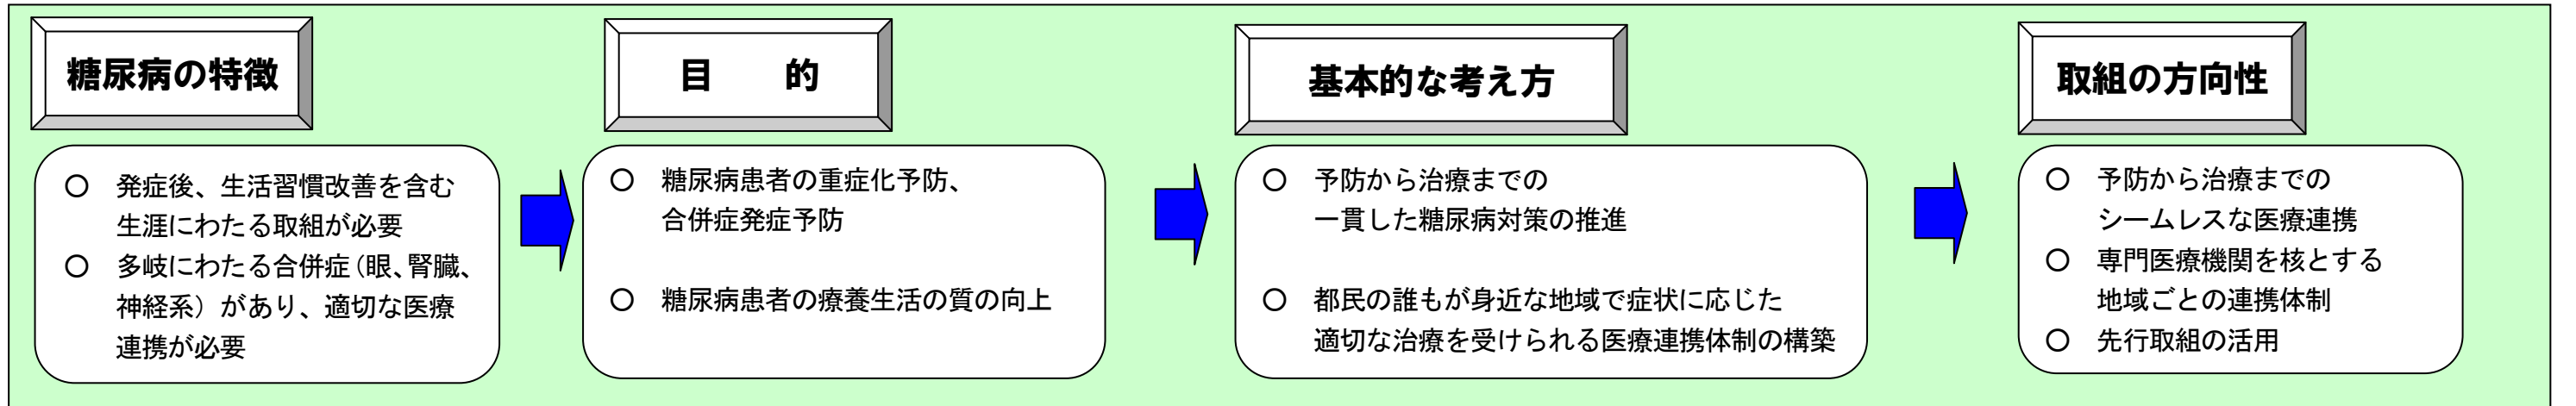 糖尿病の特徴
○ 発症後、生活習慣改善を含む
生涯にわたる取組が必要
○ 多岐にわたる合併症（眼、腎臓、
神経系）があり、適切な医療
連携が必要
目　　的
○ 糖尿病患者の重症化予防、
合併症発症予防
○ 糖尿病患者の療養生活の質の向上
基本的な考え方
○ 予防から治療までの
一貫した糖尿病対策の推進
○ 都民の誰もが身近な地域で症状に応じた
適切な治療を受けられる医療連携体制の構築
取組の方向性
○ 予防から治療までの
シームレスな医療連携
○ 専門医療機関を核とする
地域ごとの連携体制
○ 先行取組の活用